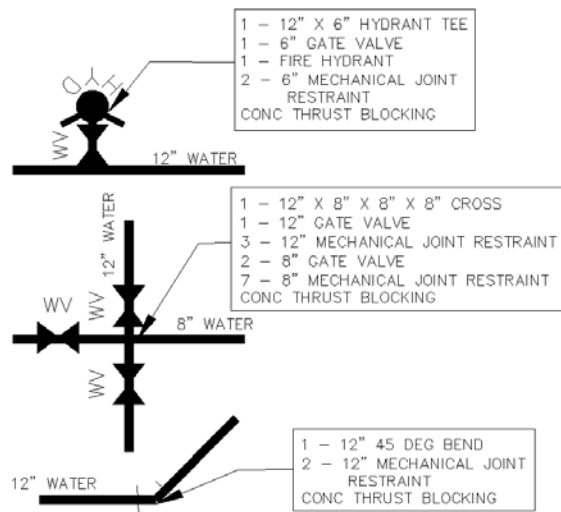 1 - 12" X 6" HYDRANT TEE
1 - 6" GATE VALVE
1 - FIRE HYDRANT
2 - 6" MECHANICAL JOINT
RESTRAINT
CONC THRUST BLOCKING
HYD
WV
12" WATER
1 - 12" X 8" X 8" X 8" CROSS
1 - 12" GATE VALVE
3 - 12" MECHANICAL JOINT RESTRAINT
2 - 8" GATE VALVE
7 - 8" MECHANICAL JOINT RESTRAINT
CONC THRUST BLOCKING
12" WATER
WV
WV
8" WATER
WV
1 - 12" 45 DEG BEND
2 - 12" MECHANICAL JOINT
RESTRAINT
CONC THRUST BLOCKING
12" WATER